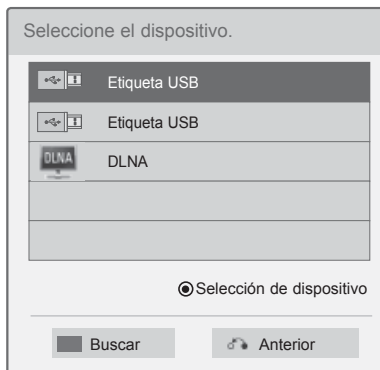 Seleccione el dispositivo.
Etiqueta USB
Etiqueta USB
DLNA DLNA
Selección de dispositivo
Buscar Anterior